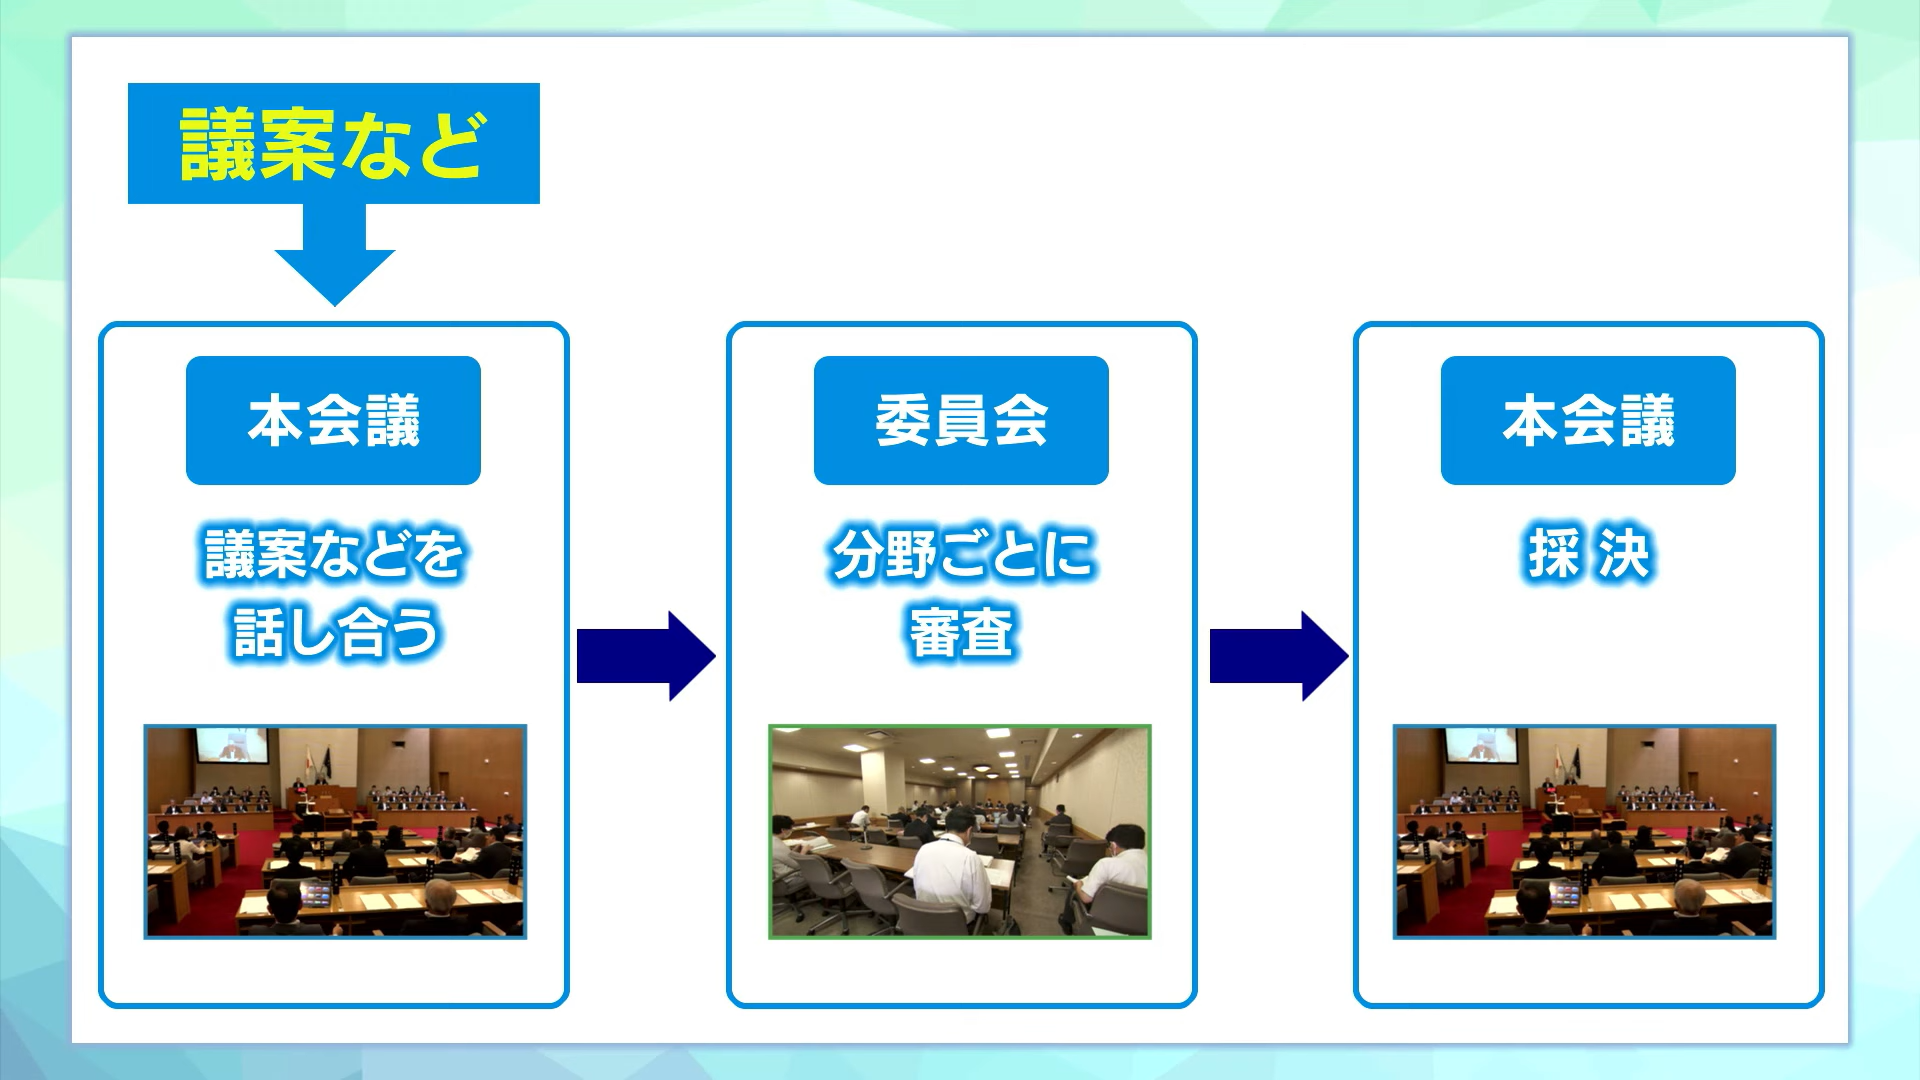 議案など
本会議
議案などを
話し合う
委員会
分野ごとに
審査
本会議
採決